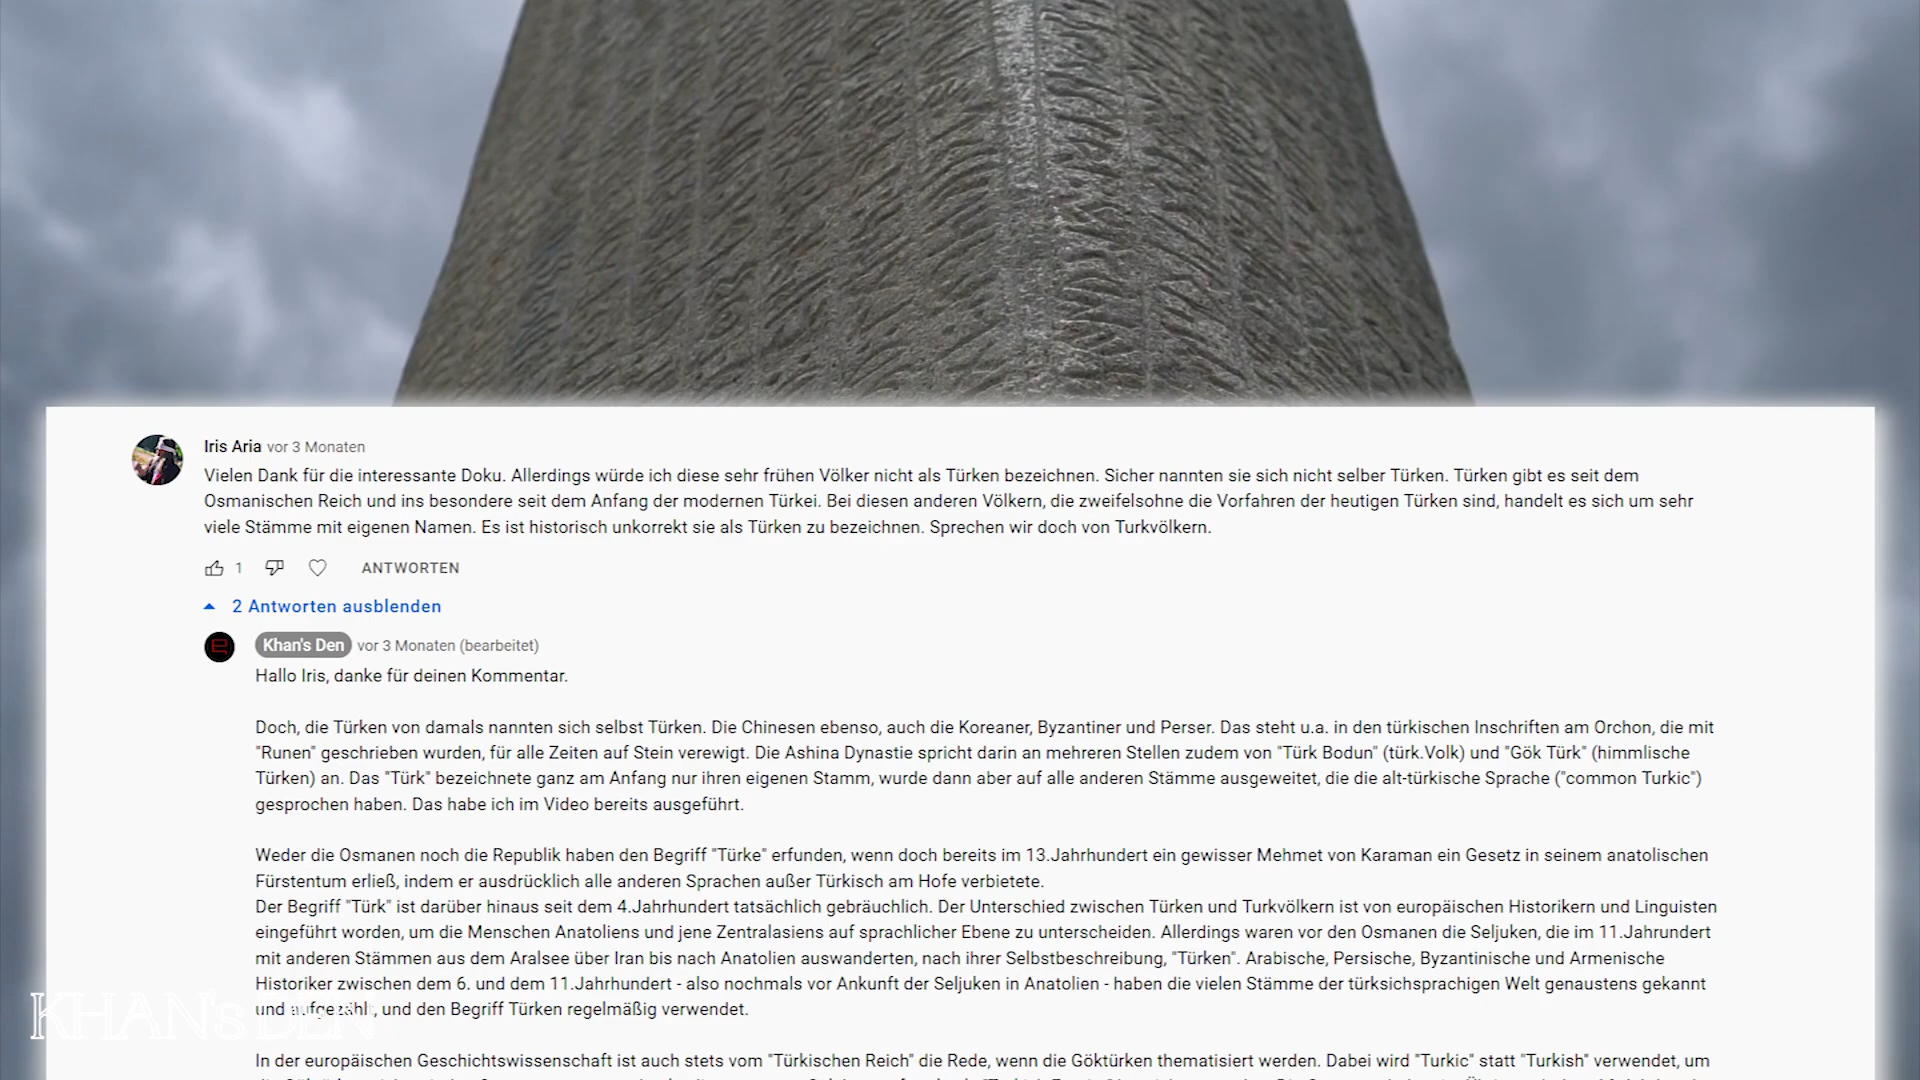 Iris Aria vor 3 Monaten
Vielen Dank für die interessante Doku. Allerdings würde ich diese sehr frühen Völker nicht als Türken bezeichnen. Sicher nannten sie sich nicht selber Türken. Türken gibt es seit dem
Osmanischen Reich und ins besondere seit dem Anfang der modernen Türkei. Bei diesen anderen Völkern, die zweifelsohne die Vorfahren der heutigen Türken sind, handelt es sich um sehr
viele Stämme mit eigenen Namen. Es ist historisch unkorrekt sie als Türken zu bezeichnen. Sprechen wir doch von Turkvölkern.
1 ANTWORTEN
2 Antworten ausblenden
Khan's Den vor 3 Monaten (bearbeitet)
Hallo Iris, danke für deinen Kommentar.
Doch, die Türken von damals nannten sich selbst Türken. Die Chinesen ebenso, auch die Koreaner, Byzantiner und Perser. Das steht u.a. in den türkischen Inschriften am Orchon, die mit
"Runen" geschrieben wurden, für alle Zeiten auf Stein verewigt. Die Ashina Dynastie spricht darin an mehreren Stellen zudem von "Türk Bodun" (türk.Volk) und "Gök Türk" (himmlische
Türken) an. Das "Türk" bezeichnete ganz am Anfang nur ihren eigenen Stamm, wurde dann aber auf alle anderen Stämme ausgeweitet, die die alt-türkische Sprache ("common Turkic")
gesprochen haben. Das habe ich im Video bereits ausgeführt.
Weder die Osmanen noch die Republik haben den Begriff "Türke" erfunden, wenn doch bereits im 13.Jahrhundert ein gewisser Mehmet von Karaman ein Gesetz in seinem anatolischen
Fürstentum erließ, indem er ausdrücklich alle anderen Sprachen außer Türkisch am Hofe verbietete.
Der Begriff "Türk" ist darüber hinaus seit dem 4.Jahrhundert tatsächlich gebräuchlich. Der Unterschied zwischen Türken und Turkvölkern ist von europäischen Historikern und Linguisten
eingeführt worden, um die Menschen Anatoliens und jene Zentralasiens auf sprachlicher Ebene zu unterscheiden. Allerdings waren vor den Osmanen die Seljuken, die im 11.Jahrundert
mit anderen Stämmen aus dem Aralsee über Iran bis nach Anatolien auswanderten, nach ihrer Selbstbeschreibung, "Türken". Arabische, Persische, Byzantinische und Armenische
Historiker zwischen dem 6. und dem 11.Jahrhundert - also nochmals vor Ankunft der Seljuken in Anatolien - haben die vielen Stämme der türksichsprachigen Welt genaustens gekannt
und aufgezählt, und den Begriff Türken regelmäßig verwendet.
KHAN's DEN
In der europäischen Geschichtswissenschaft ist auch stets vom "Türkischen Reich" die Rede, wenn die Göktürken thematisiert werden. Dabei wird "Turkic" statt "Turkish" verwendet, um